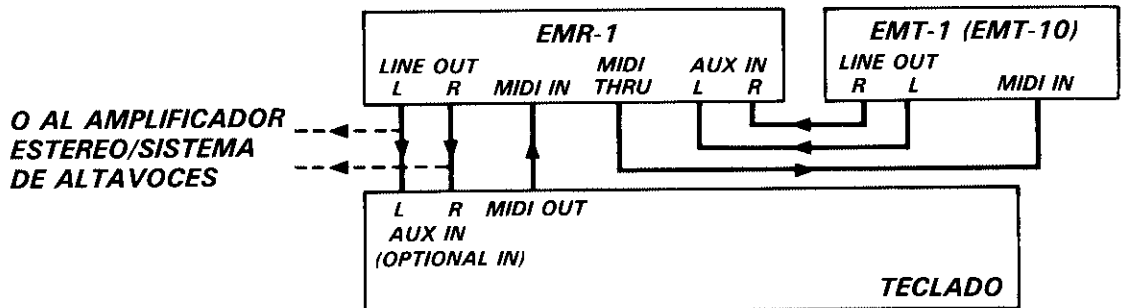 EMR-1
LINE OUT
L R MIDI IN
MIDI
THRU
AUX IN
L R
EMT-1 (EMT-10)
LINE OUT
R L
MIDI IN
O AL AMPLIFICADOR
ESTEREO/SISTEMA
DE ALTAVOCES
L R MIDI OUT
AUX IN
(OPTIONAL IN)
TECLADO